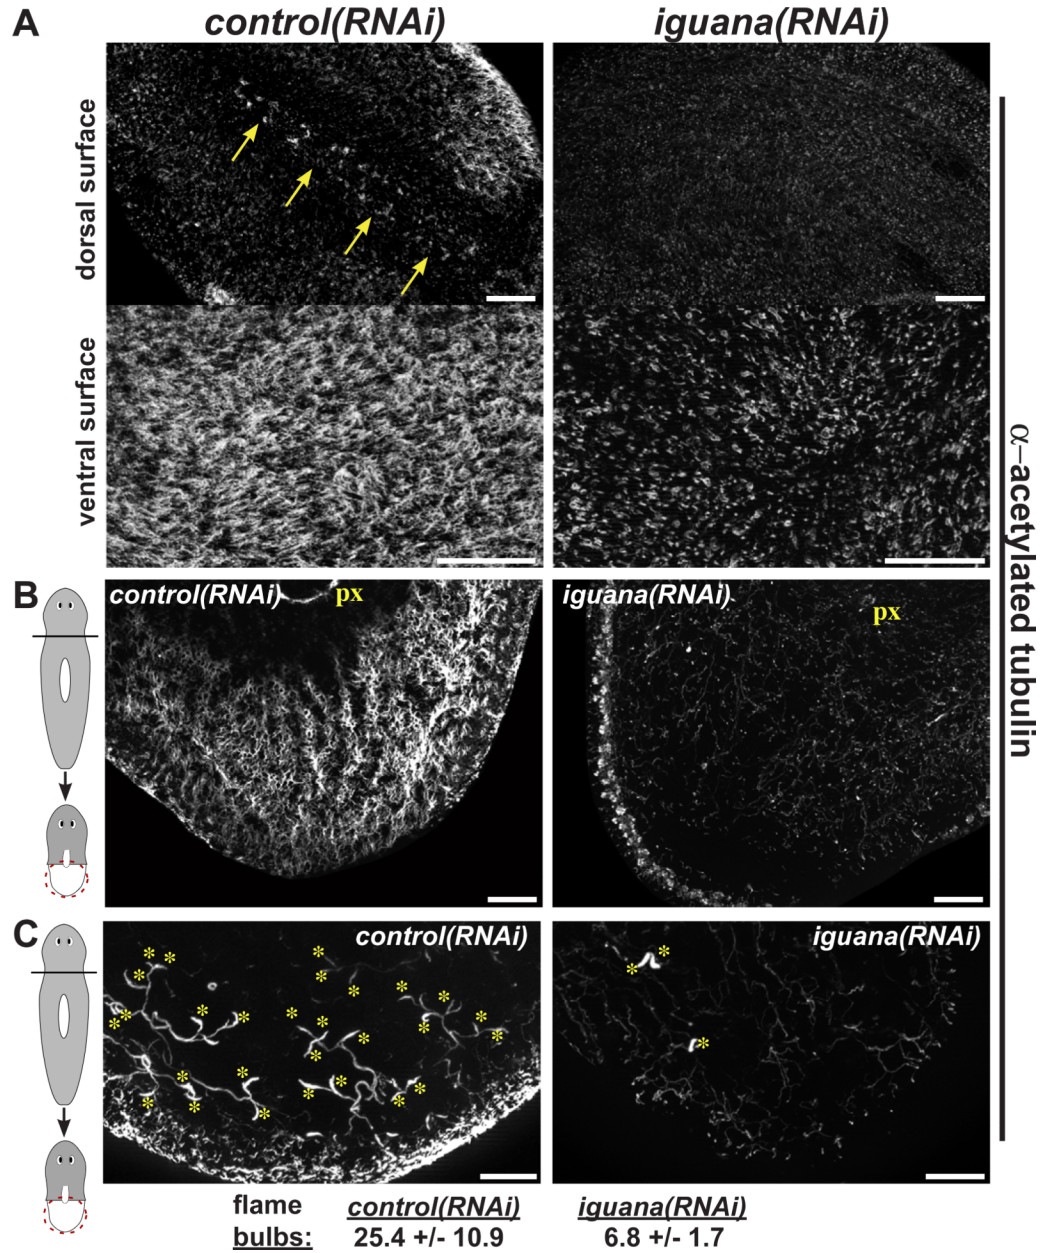 A
control(RNAi)
iguana(RNAi)
dorsal surface
ventral surface
α–acetylated tubulin
B
control(RNAi)
px
iguana(RNAi)
px
C
control(RNAi)
* * * * * * * * * * * * * * * * * * * * * * * * * * * *
iguana(RNAi)
* * *
flame control(RNAi) iguana(RNAi)
bulbs: 25.4 +/- 10.9 6.8 +/- 1.7